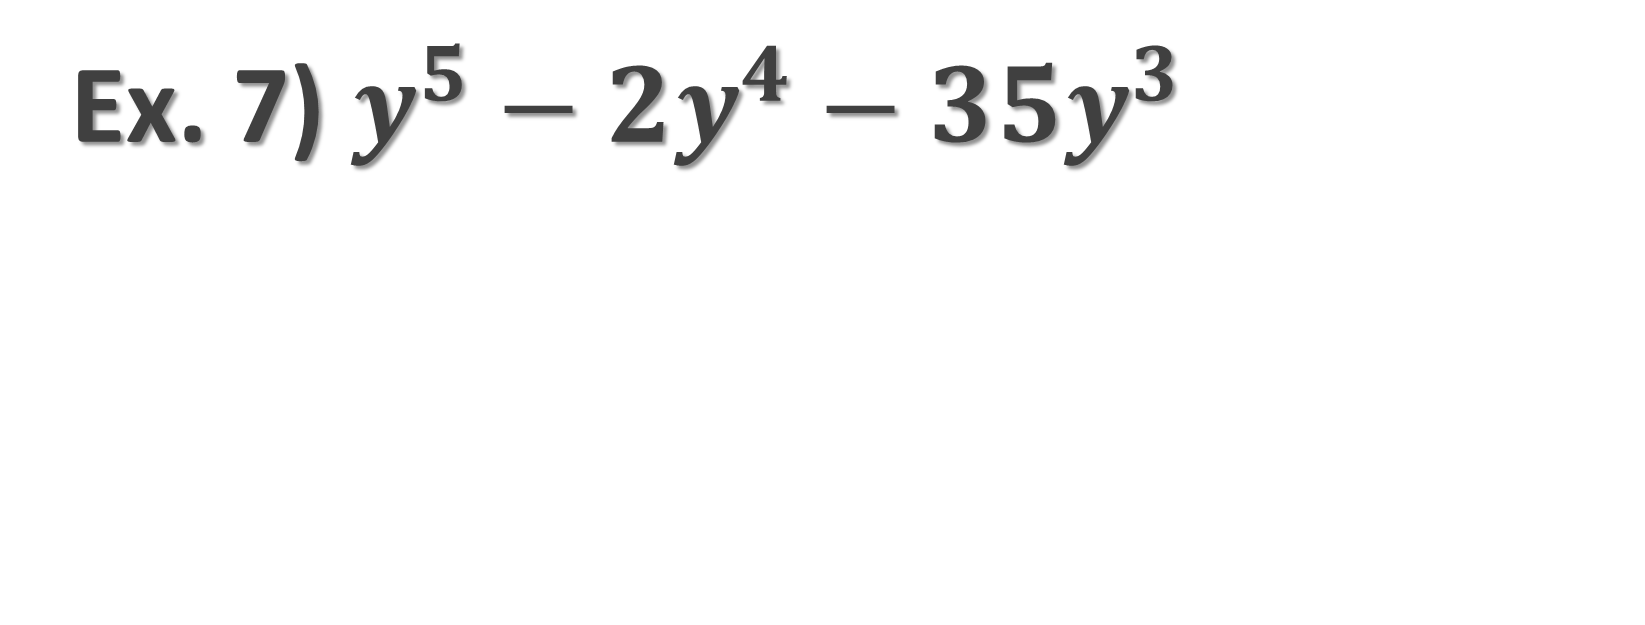 Ex. 7) y⁵ − 2y⁴ − 35y³